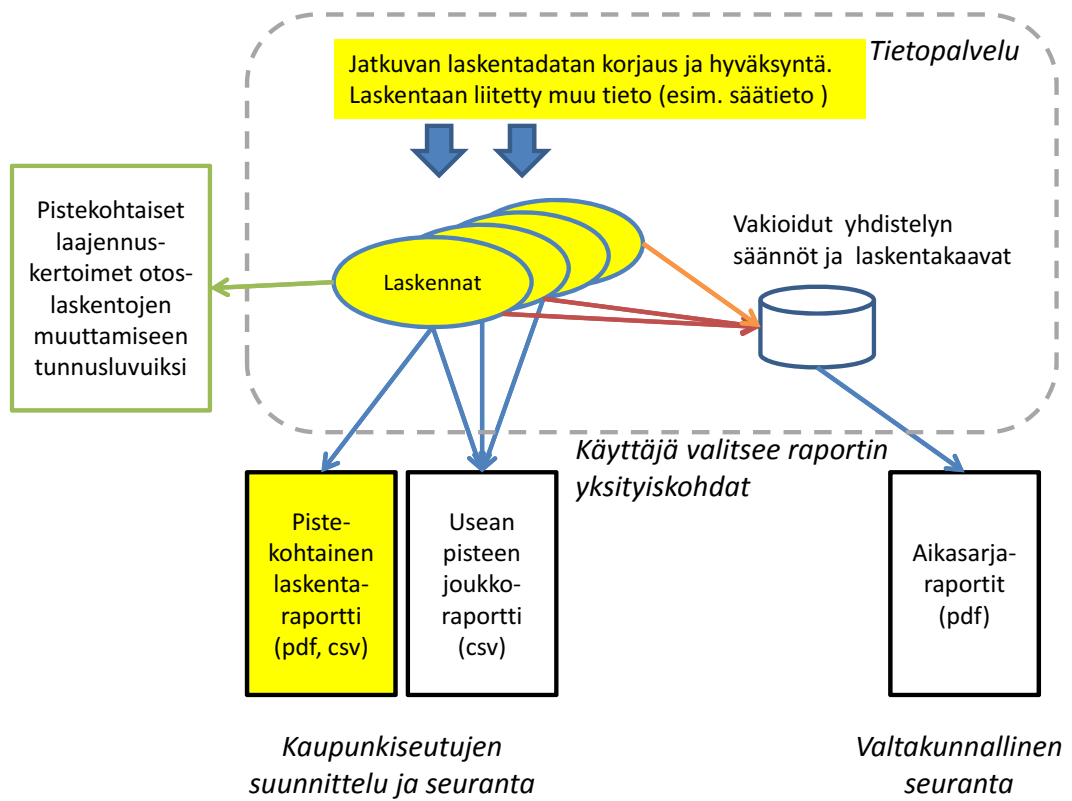 Tietopalvelu
Jatkuvan laskentadatan korjaus ja hyväksyntä.
Laskentaan liitetty muu tieto (esim. säätieto )
Pistekohtaiset
laajennus-
kertoimet otos-
laskentojen
muuttamiseen
tunnusluvuiksi
Laskennat
Vakioidut yhdistelyn
säännöt ja laskentakaavat
Käyttäjä valitsee raportin
yksityiskohdat
Piste-
kohtainen
laskenta-
raportti
(pdf, csv)
Usean
pisteen
joukko-
raportti
(csv)
Aikasarja-
raportit
(pdf)
Kaupunkiseutujen
suunnittelu ja seuranta
Valtakunnallinen
seuranta